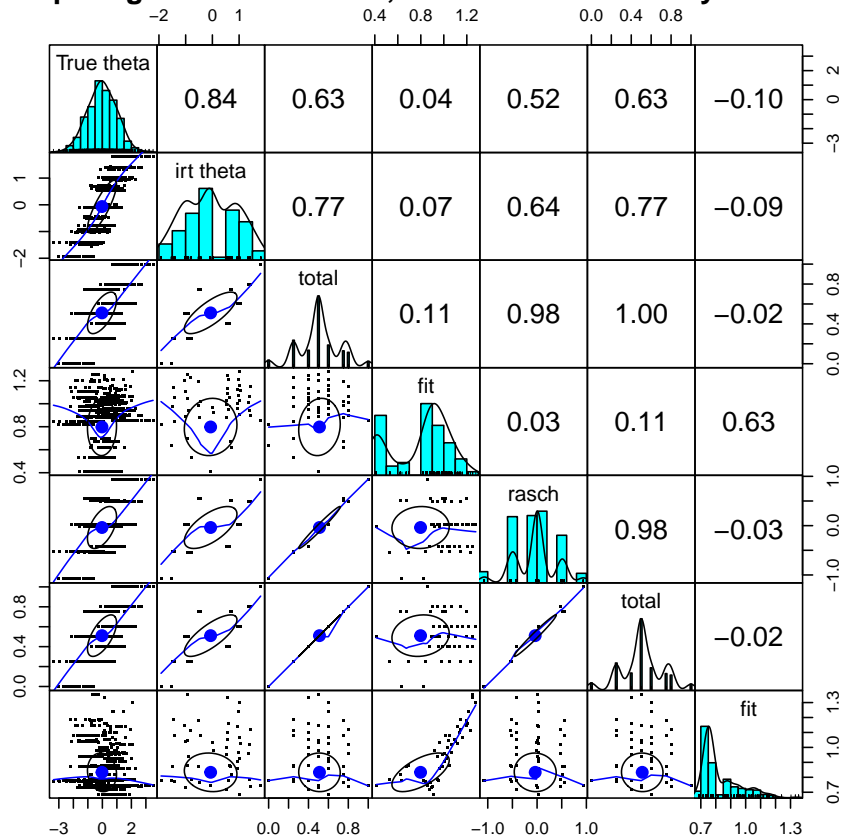 −2 0 1 0.4 0.8 1.2 0.0 0.4 0.8
True theta
0.84 0.63 0.04 0.52 0.63 −0.10
−3 0 2
irt theta
−2 0 1
0.77 0.07 0.64 0.77 −0.09
total
0.11 0.98 1.00 −0.02
0.0 0.4 0.8
fit
0.4 0.8 1.2
0.03 0.11 0.63
rasch
0.98 −0.03
−1.0 0.0 1.0
total
0.0 0.4 0.8
−0.02
fit
0.7 1.0 1.3
−3 0 2 0.0 0.4 0.8 −1.0 0.0 1.0 0.7 1.0 1.3